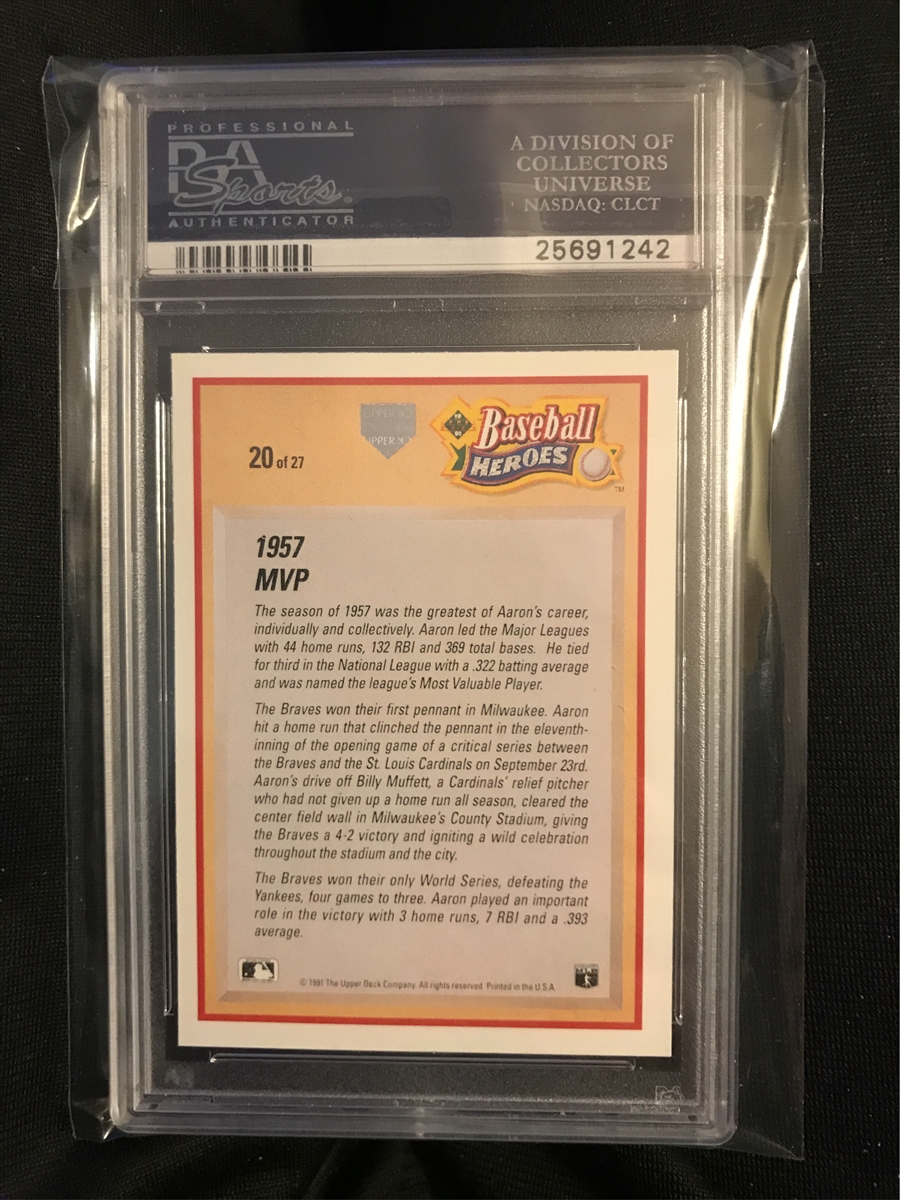 PROFESSIONAL
PSA
Sports
AUTHENTICATOR
A DIVISION OF
COLLECTORS
UNIVERSE
NASDAQ: CLCT
25691242
20 of 27
UPPER
UPPER
19
91
Baseball
HEROES
TM
1957
MVP
The season of 1957 was the greatest of Aaron's career,
individually and collectively. Aaron led the Major Leagues
with 44 home runs, 132 RBI and 369 total bases. He tied
for third in the National League with a .322 batting average
and was named the league's Most Valuable Player.
The Braves won their first pennant in Milwaukee. Aaron
hit a home run that clinched the pennant in the eleventh-
inning of the opening game of a critical series between
the Braves and the St. Louis Cardinals on September 23rd.
Aaron's drive off Billy Muffett, a Cardinals' relief pitcher
who had not given up a home run all season, cleared the
center field wall in Milwaukee's County Stadium, giving
the Braves a 4-2 victory and igniting a wild celebration
throughout the stadium and the city.
The Braves won their only World Series, defeating the
Yankees, four games to three. Aaron played an important
role in the victory with 3 home runs, 7 RBI and a .393
average.
© 1991 The Upper Deck Company. All rights reserved. Printed in the U.S.A
PSA